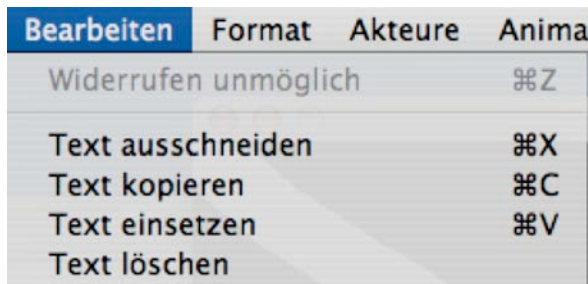 Bearbeiten Format Akteure Anima
Widerrufen unmöglich ⌘Z
Text ausschneiden ⌘X
Text kopieren ⌘C
Text einsetzen ⌘V
Text löschen